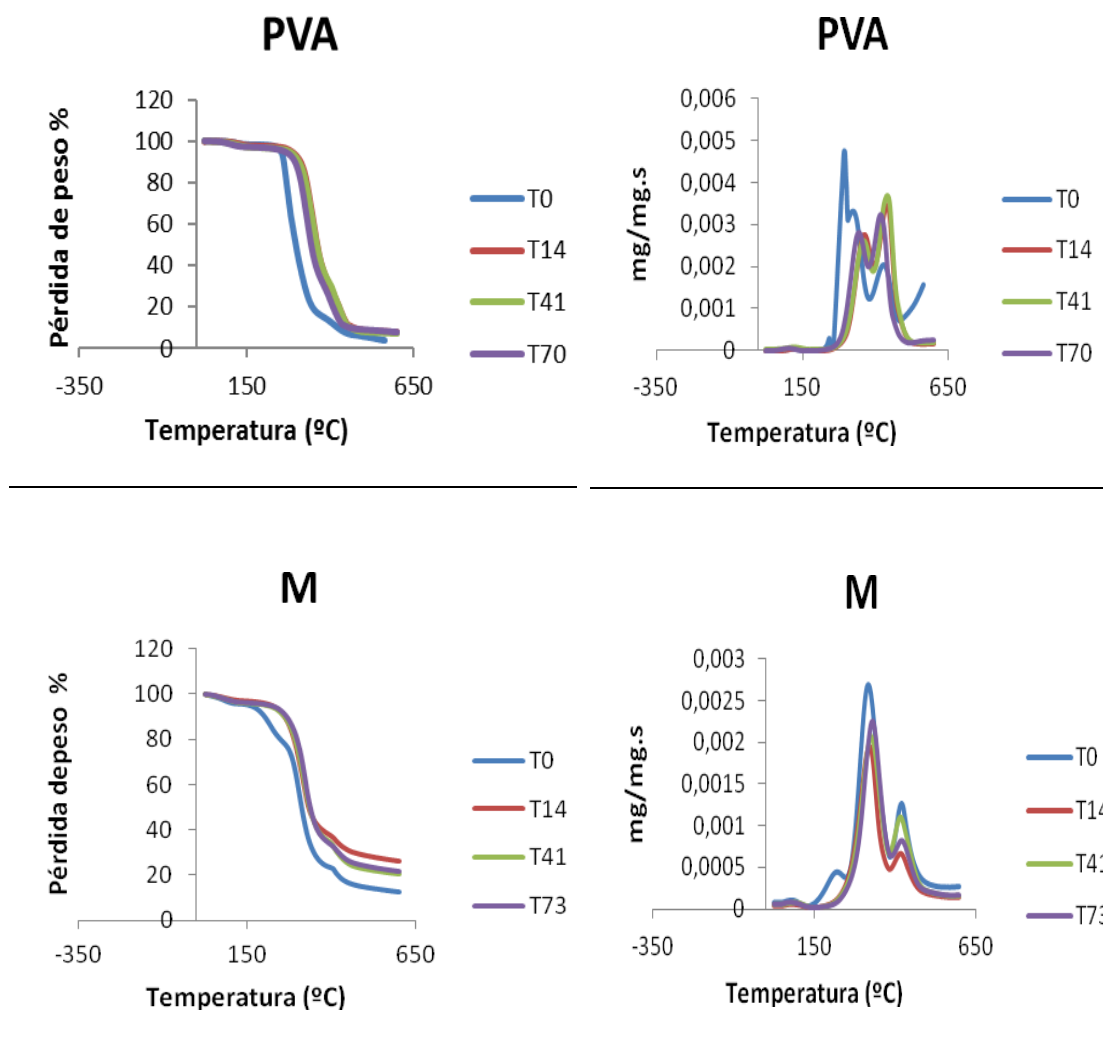 PVA
Pérdida de peso %
120
100
80
60
40
20
0
-350 150 650
Temperatura (ºC)
T0
T14
T41
T70
PVA
mg/mg.s
0,006
0,005
0,004
0,003
0,002
0,001
0
-350 150 650
Temperatura (ºC)
T0
T14
T41
T70
M
Pérdida depeso %
120
100
80
60
40
20
0
-350 150 650
Temperatura (ºC)
T0
T14
T41
T73
M
mg/mg.s
0,003
0,0025
0,002
0,0015
0,001
0,0005
0
-350 150 650
Temperatura (ºC)
T0
T14
T41
T73